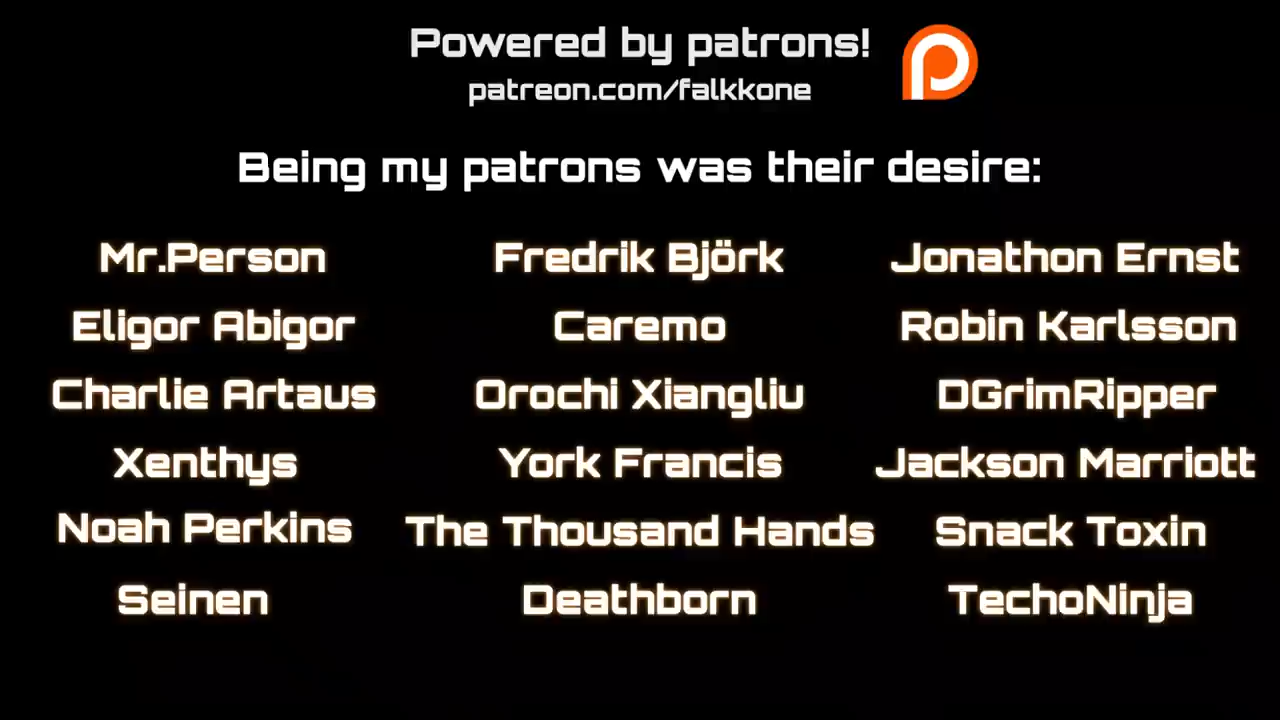 Powered by patrons!
patreon.com/falkkone
Being my patrons was their desire:
Mr.Person Fredrik Björk Jonathon Ernst
Eligor Abigor Caremo Robin Karlsson
Charlie Artaus Orochi Xiangliu DGrimRipper
Xenthys York Francis Jackson Marriott
Noah Perkins The Thousand Hands Snack Toxin
Seinen Deathborn TechoNinja